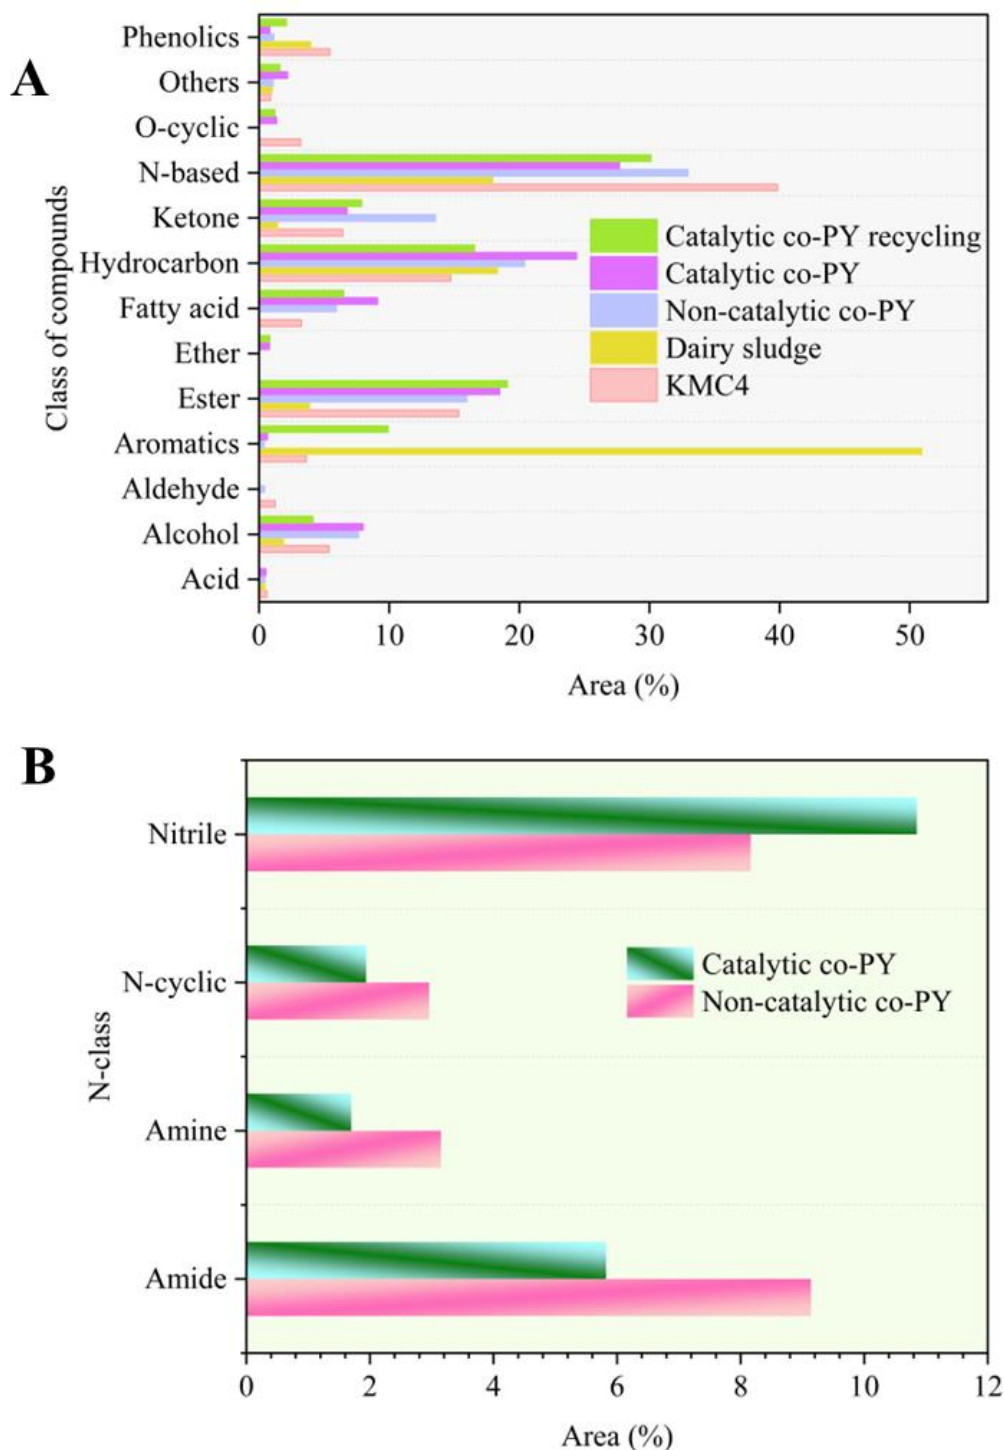 A
Class of compounds
Phenolics
Others
O-cyclic
N-based
Ketone
Hydrocarbon
Fatty acid
Ether
Ester
Aromatics
Aldehyde
Alcohol
Acid
Catalytic co-PY recycling
Catalytic co-PY
Non-catalytic co-PY
Dairy sludge
KMC4
0 10 20 30 40 50
Area (%)
B
N-class
Nitrile
N-cyclic
Amine
Amide
Catalytic co-PY
Non-catalytic co-PY
0 2 4 6 8 10 12
Area (%)